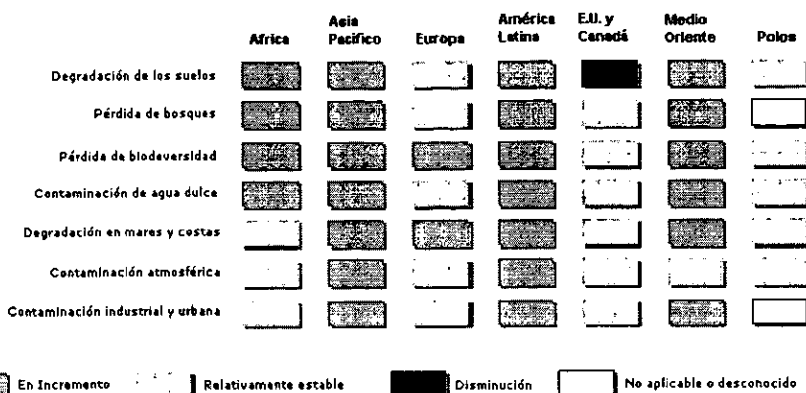 Africa
Asia Pacifico
Europa
América Latina
E.U. y Canadá
Medio Oriente
Polos
Degradación de los suelos
Pérdida de bosques
Pérdida de biodaversidad
Contaminación de agua dulce
Degradación en mares y costas
Contaminación atmosférica
Contaminación industrial y urbana
En Incremento
Relativamente estable
Disminución
No aplicable o desconocido